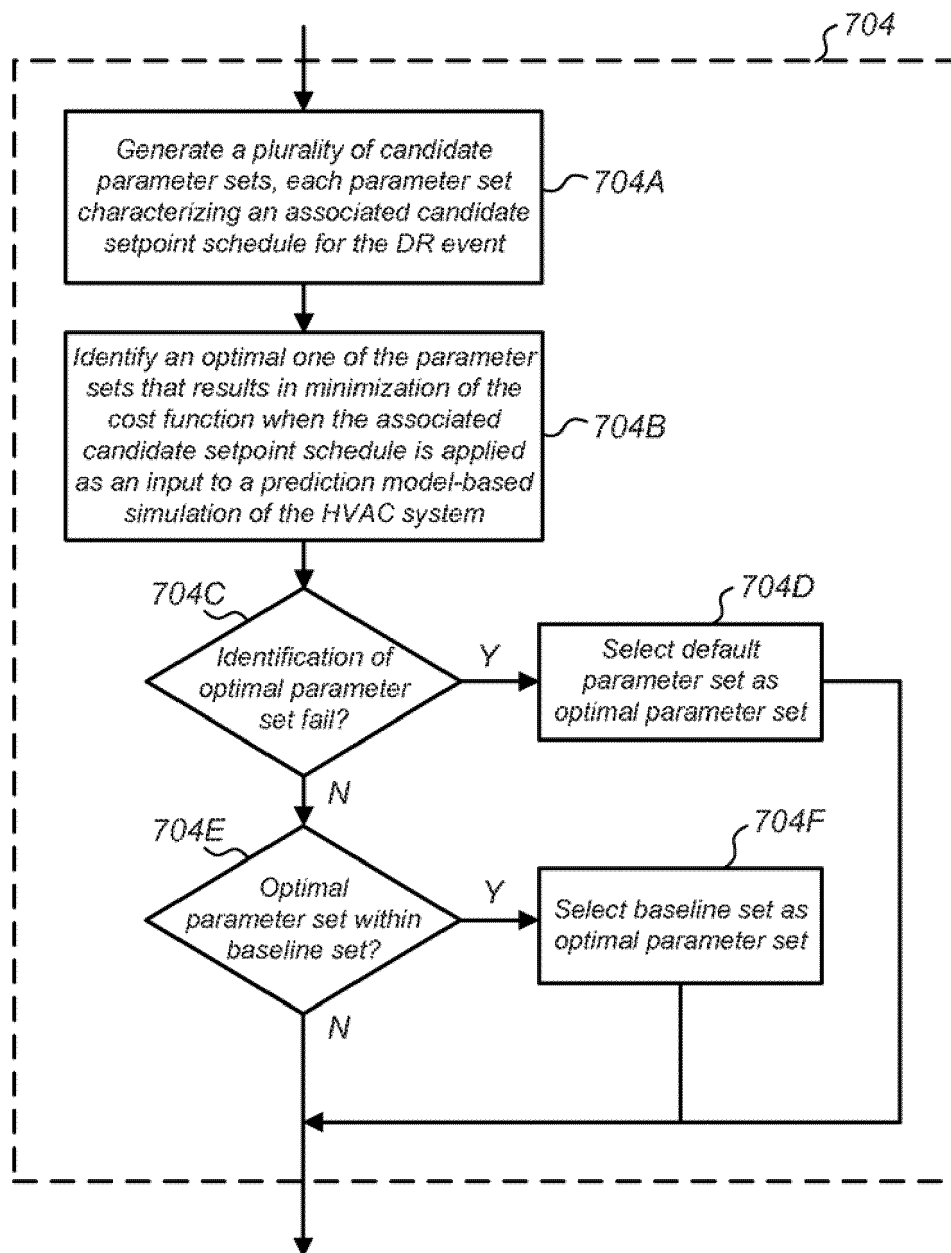 704
Generate a plurality of candidate
parameter sets, each parameter set
characterizing an associated candidate
setpoint schedule for the DR event
704A
Identify an optimal one of the parameter
sets that results in minimization of the
cost function when the associated
candidate setpoint schedule is applied
as an input to a prediction model-based
simulation of the HVAC system
704B
704C
Identification of
optimal parameter
set fail?
Y
N
704D
Select default
parameter set as
optimal parameter set
704E
Optimal
parameter set within
baseline set?
Y
N
704F
Select baseline set as
optimal parameter set